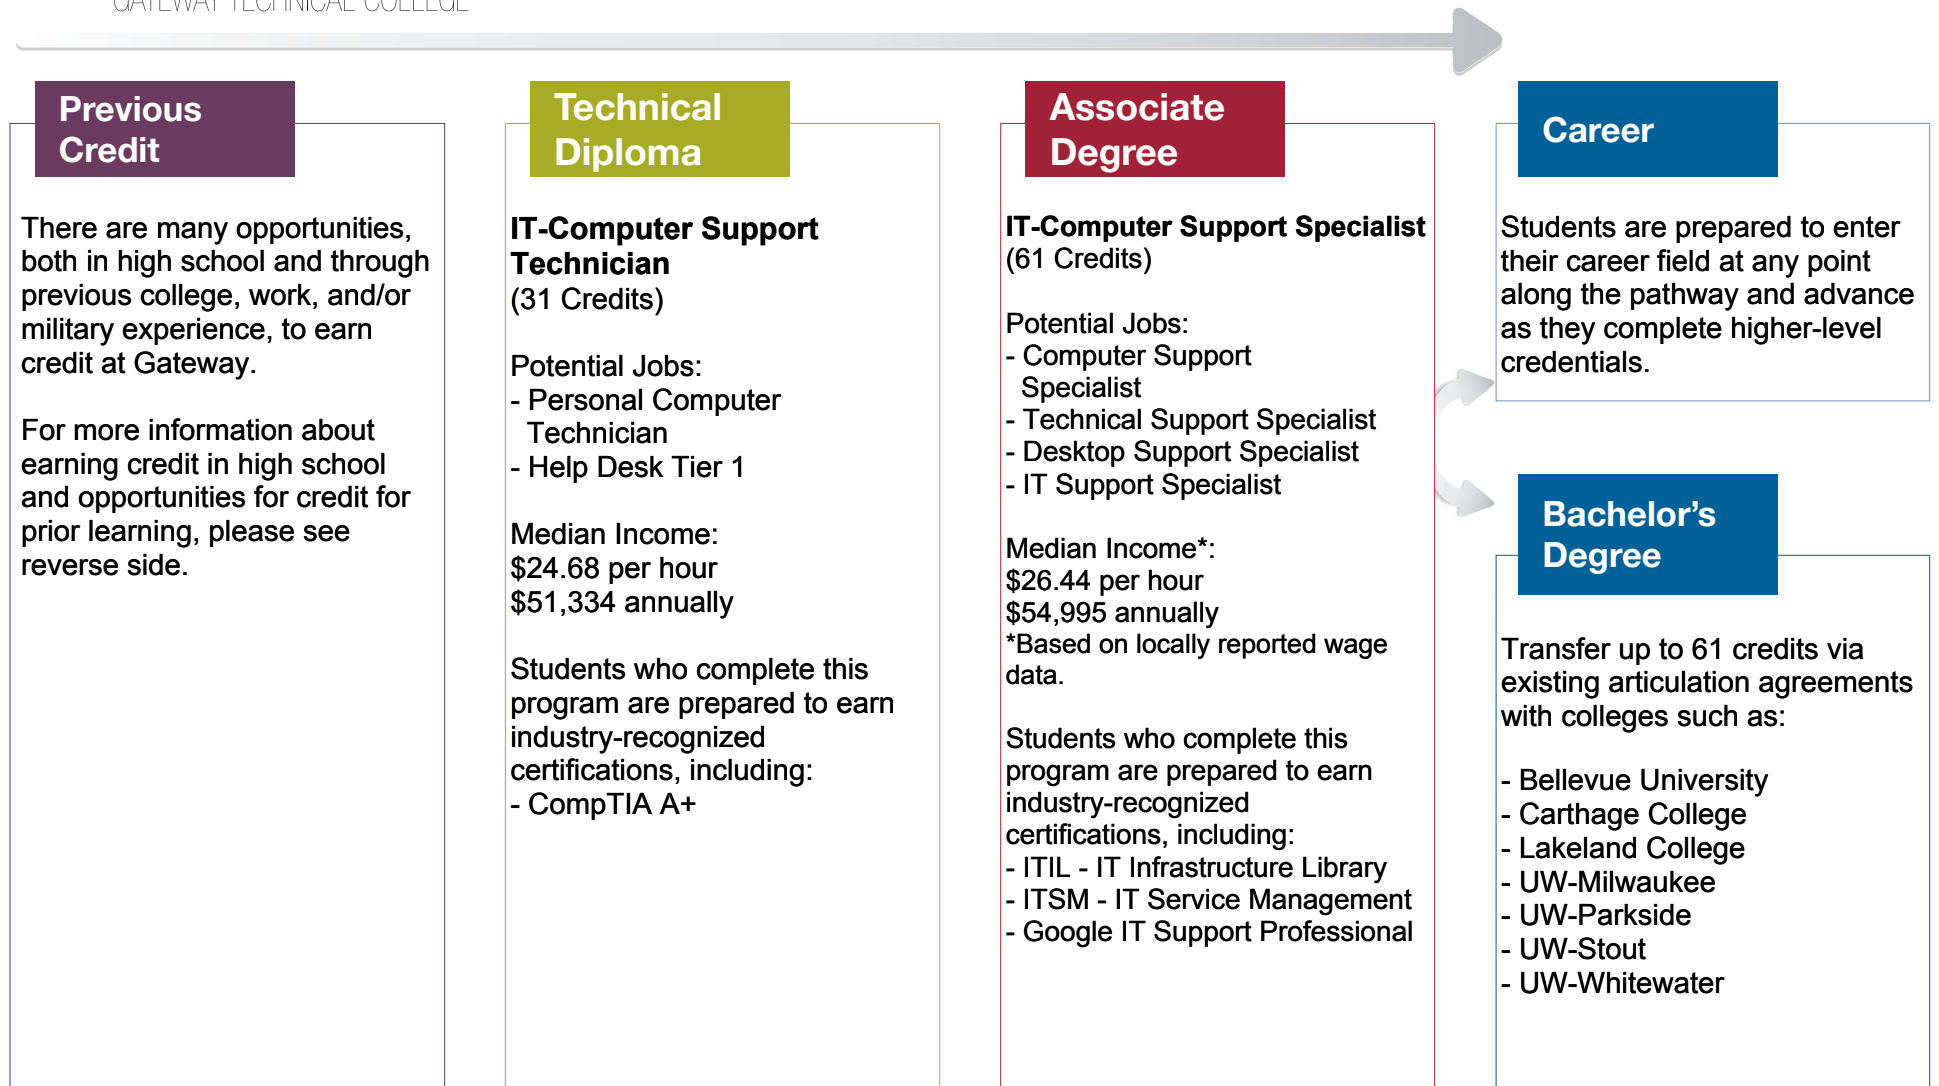 GATEWAY TECHNICAL COLLEGE
Previous
Credit
There are many opportunities,
both in high school and through
previous college, work, and/or
military experience, to earn
credit at Gateway.
For more information about
earning credit in high school
and opportunities for credit for
prior learning, please see
reverse side.
Technical
Diploma
IT-Computer Support
Technician
(31 Credits)
Potential Jobs:
- Personal Computer
Technician
- Help Desk Tier 1
Median Income:
$24.68 per hour
$51,334 annually
Students who complete this
program are prepared to earn
industry-recognized
certifications, including:
- CompTIA A+
Associate
Degree
IT-Computer Support Specialist
(61 Credits)
Potential Jobs:
- Computer Support
Specialist
- Technical Support Specialist
- Desktop Support Specialist
- IT Support Specialist
Median Income*:
$26.44 per hour
$54,995 annually
*Based on locally reported wage
data.
Students who complete this
program are prepared to earn
industry-recognized
certifications, including:
- ITIL - IT Infrastructure Library
- ITSM - IT Service Management
- Google IT Support Professional
Career
Students are prepared to enter
their career field at any point
along the pathway and advance
as they complete higher-level
credentials.
Bachelor’s
Degree
Transfer up to 61 credits via
existing articulation agreements
with colleges such as:
- Bellevue University
- Carthage College
- Lakeland College
- UW-Milwaukee
- UW-Parkside
- UW-Stout
- UW-Whitewater